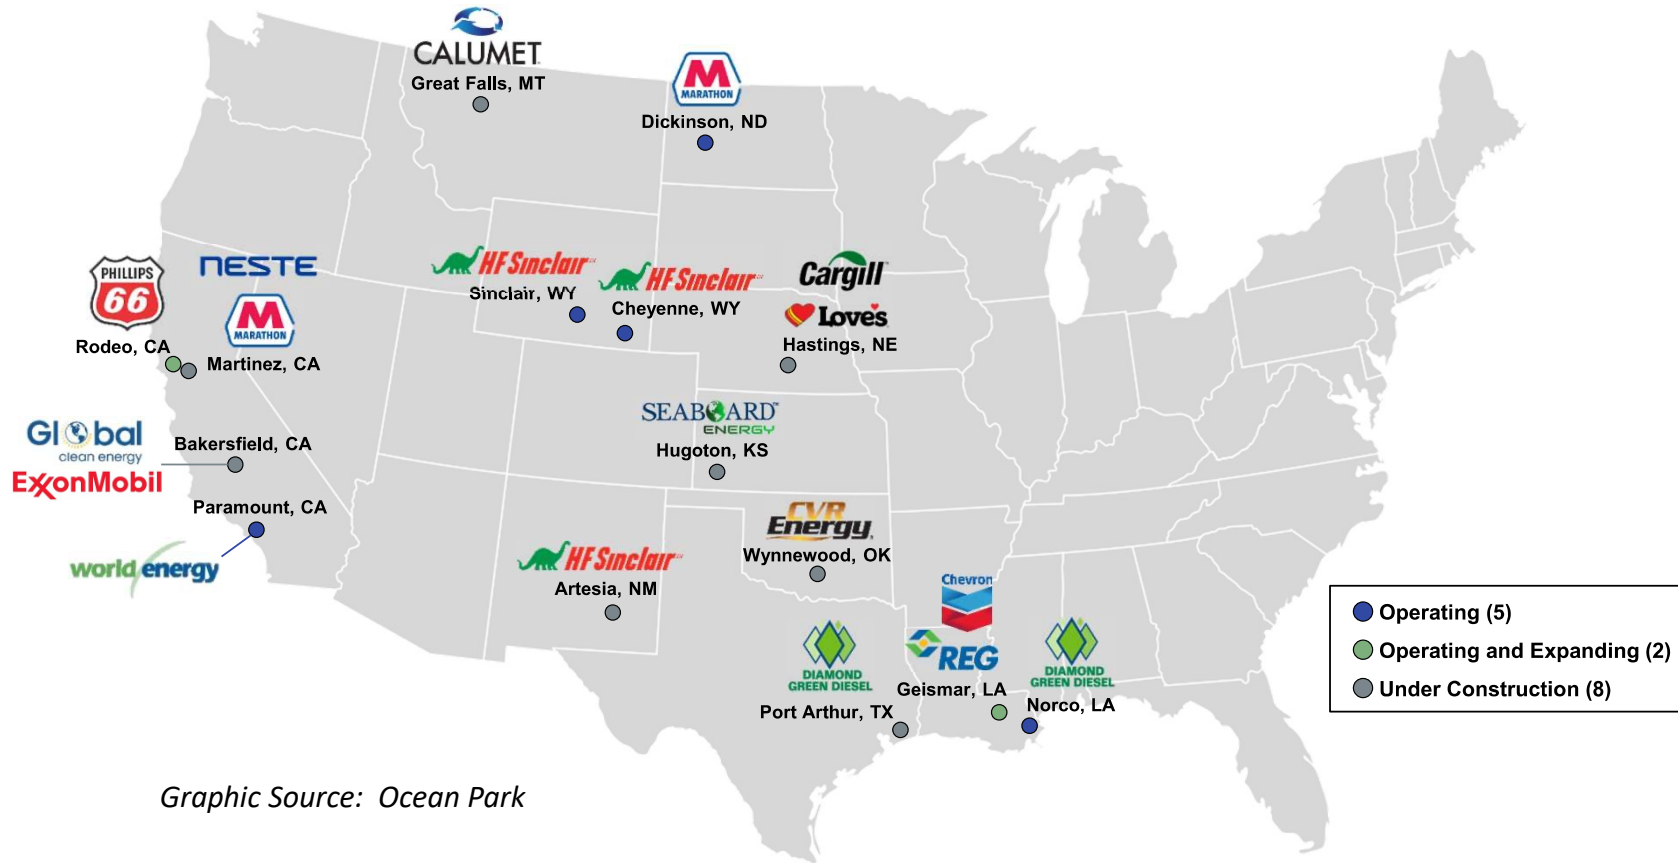 CALUMET
Great Falls, MT
M
MARATHON
Dickinson, ND
PHILLIPS
66
Rodeo, CA
NESTE
M
MARATHON
Martinez, CA
HF Sinclair
Sinclair, WY
HF Sinclair
Cheyenne, WY
Cargill
Love's
Hastings, NE
Global
clean energy
ExxonMobil
Bakersfield, CA
Paramount, CA
world energy
SEABOARD™
ENERGY
Hugoton, KS
CVR
Energy
Wynnewood, OK
HF Sinclair
Artesia, NM
DIAMOND
GREEN DIESEL
Port Arthur, TX
Chevron
REG
Geismar, LA
DIAMOND
GREEN DIESEL
Norco, LA
Operating (5)
Operating and Expanding (2)
Under Construction (8)
Graphic Source: Ocean Park